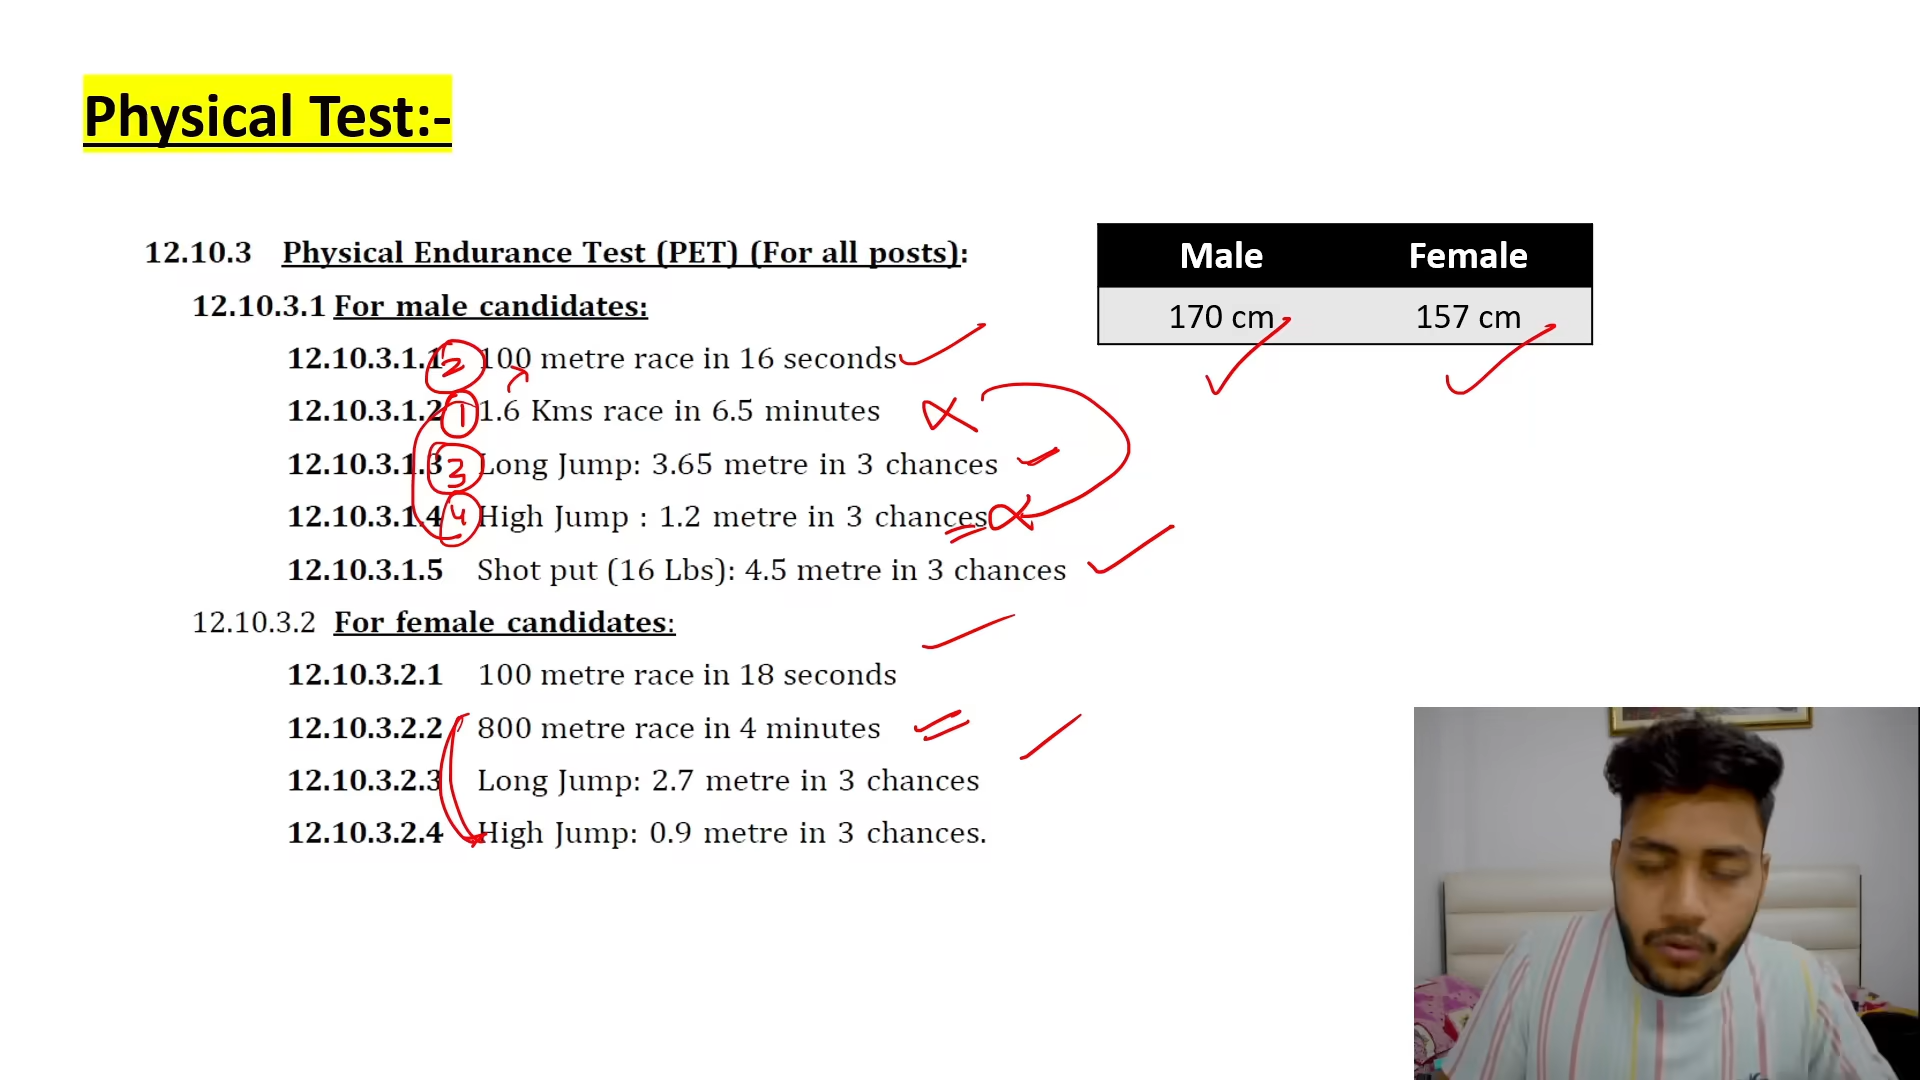 Physical Test:-
12.10.3 Physical Endurance Test (PET) (For all posts):
12.10.3.1 For male candidates:
12.10.3.1.1 2 100 metre race in 16 seconds
12.10.3.1.2 1 1.6 Kms race in 6.5 minutes
12.10.3.1.3 3 Long Jump: 3.65 metre in 3 chances
12.10.3.1.4 4 High Jump : 1.2 metre in 3 chances
12.10.3.1.5 Shot put (16 Lbs): 4.5 metre in 3 chances
12.10.3.2 For female candidates:
12.10.3.2.1 100 metre race in 18 seconds
12.10.3.2.2 800 metre race in 4 minutes
12.10.3.2.3 Long Jump: 2.7 metre in 3 chances
12.10.3.2.4 High Jump: 0.9 metre in 3 chances.
Male Female
170 cm 157 cm